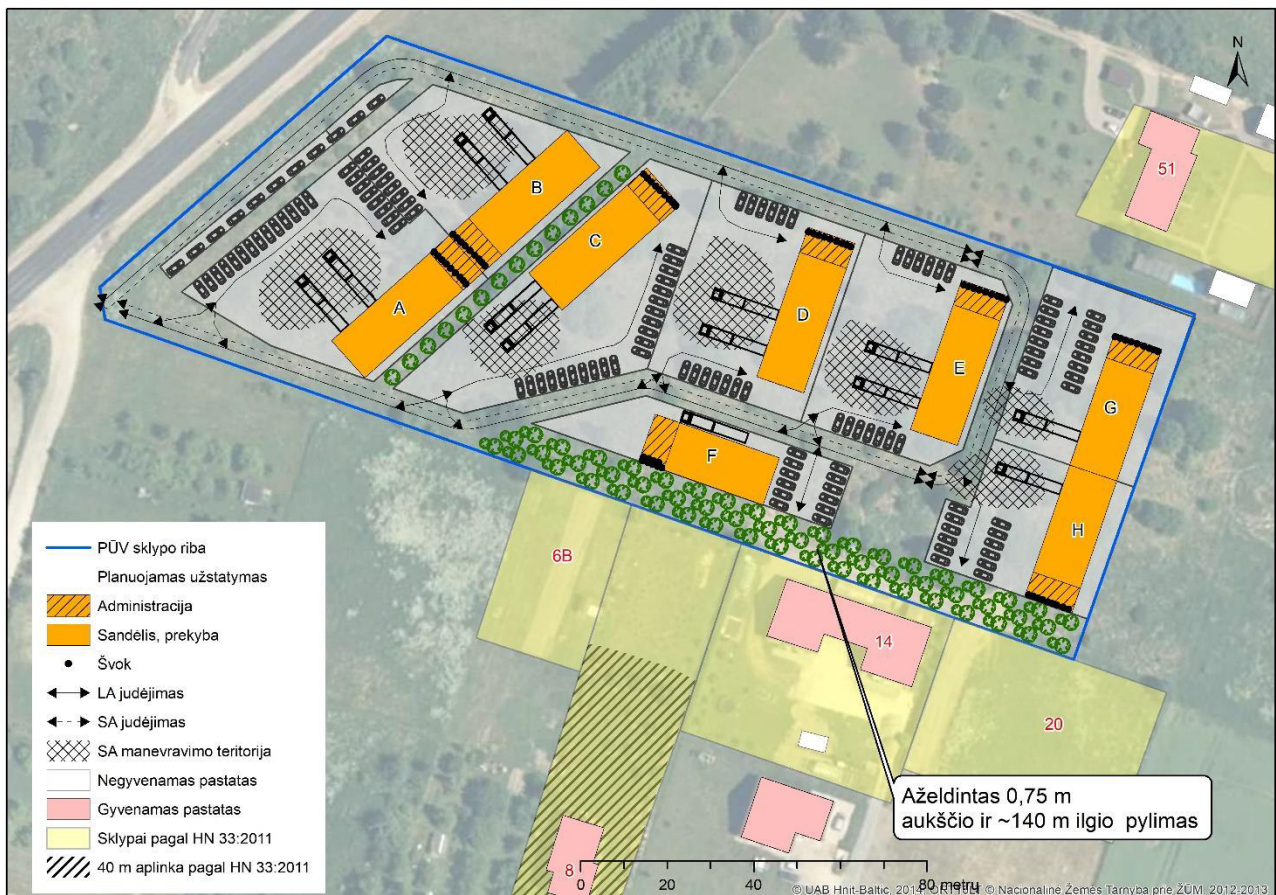 N
51
B
C
A
D
E
G
F
H
6B
14
20
8
PŪV sklypo riba
Planuojamas užstatymas
Administracija
Sandėlis, prekyba
Švok
LA judėjimas
SA judėjimas
SA manevravimo teritorija
Negyvenamas pastatas
Gyvenamas pastatas
Sklypai pagal HN 33:2011
40 m aplinka pagal HN 33:2011
Aželdintas 0,75 m
aukščio ir ~140 m ilgio pylimas
0 20 40 80 metrų
© UAB Hnit-Baltic, 2014, © Nacionalinė Žemės Tarnyba prie ŽŪM, 2012-2013